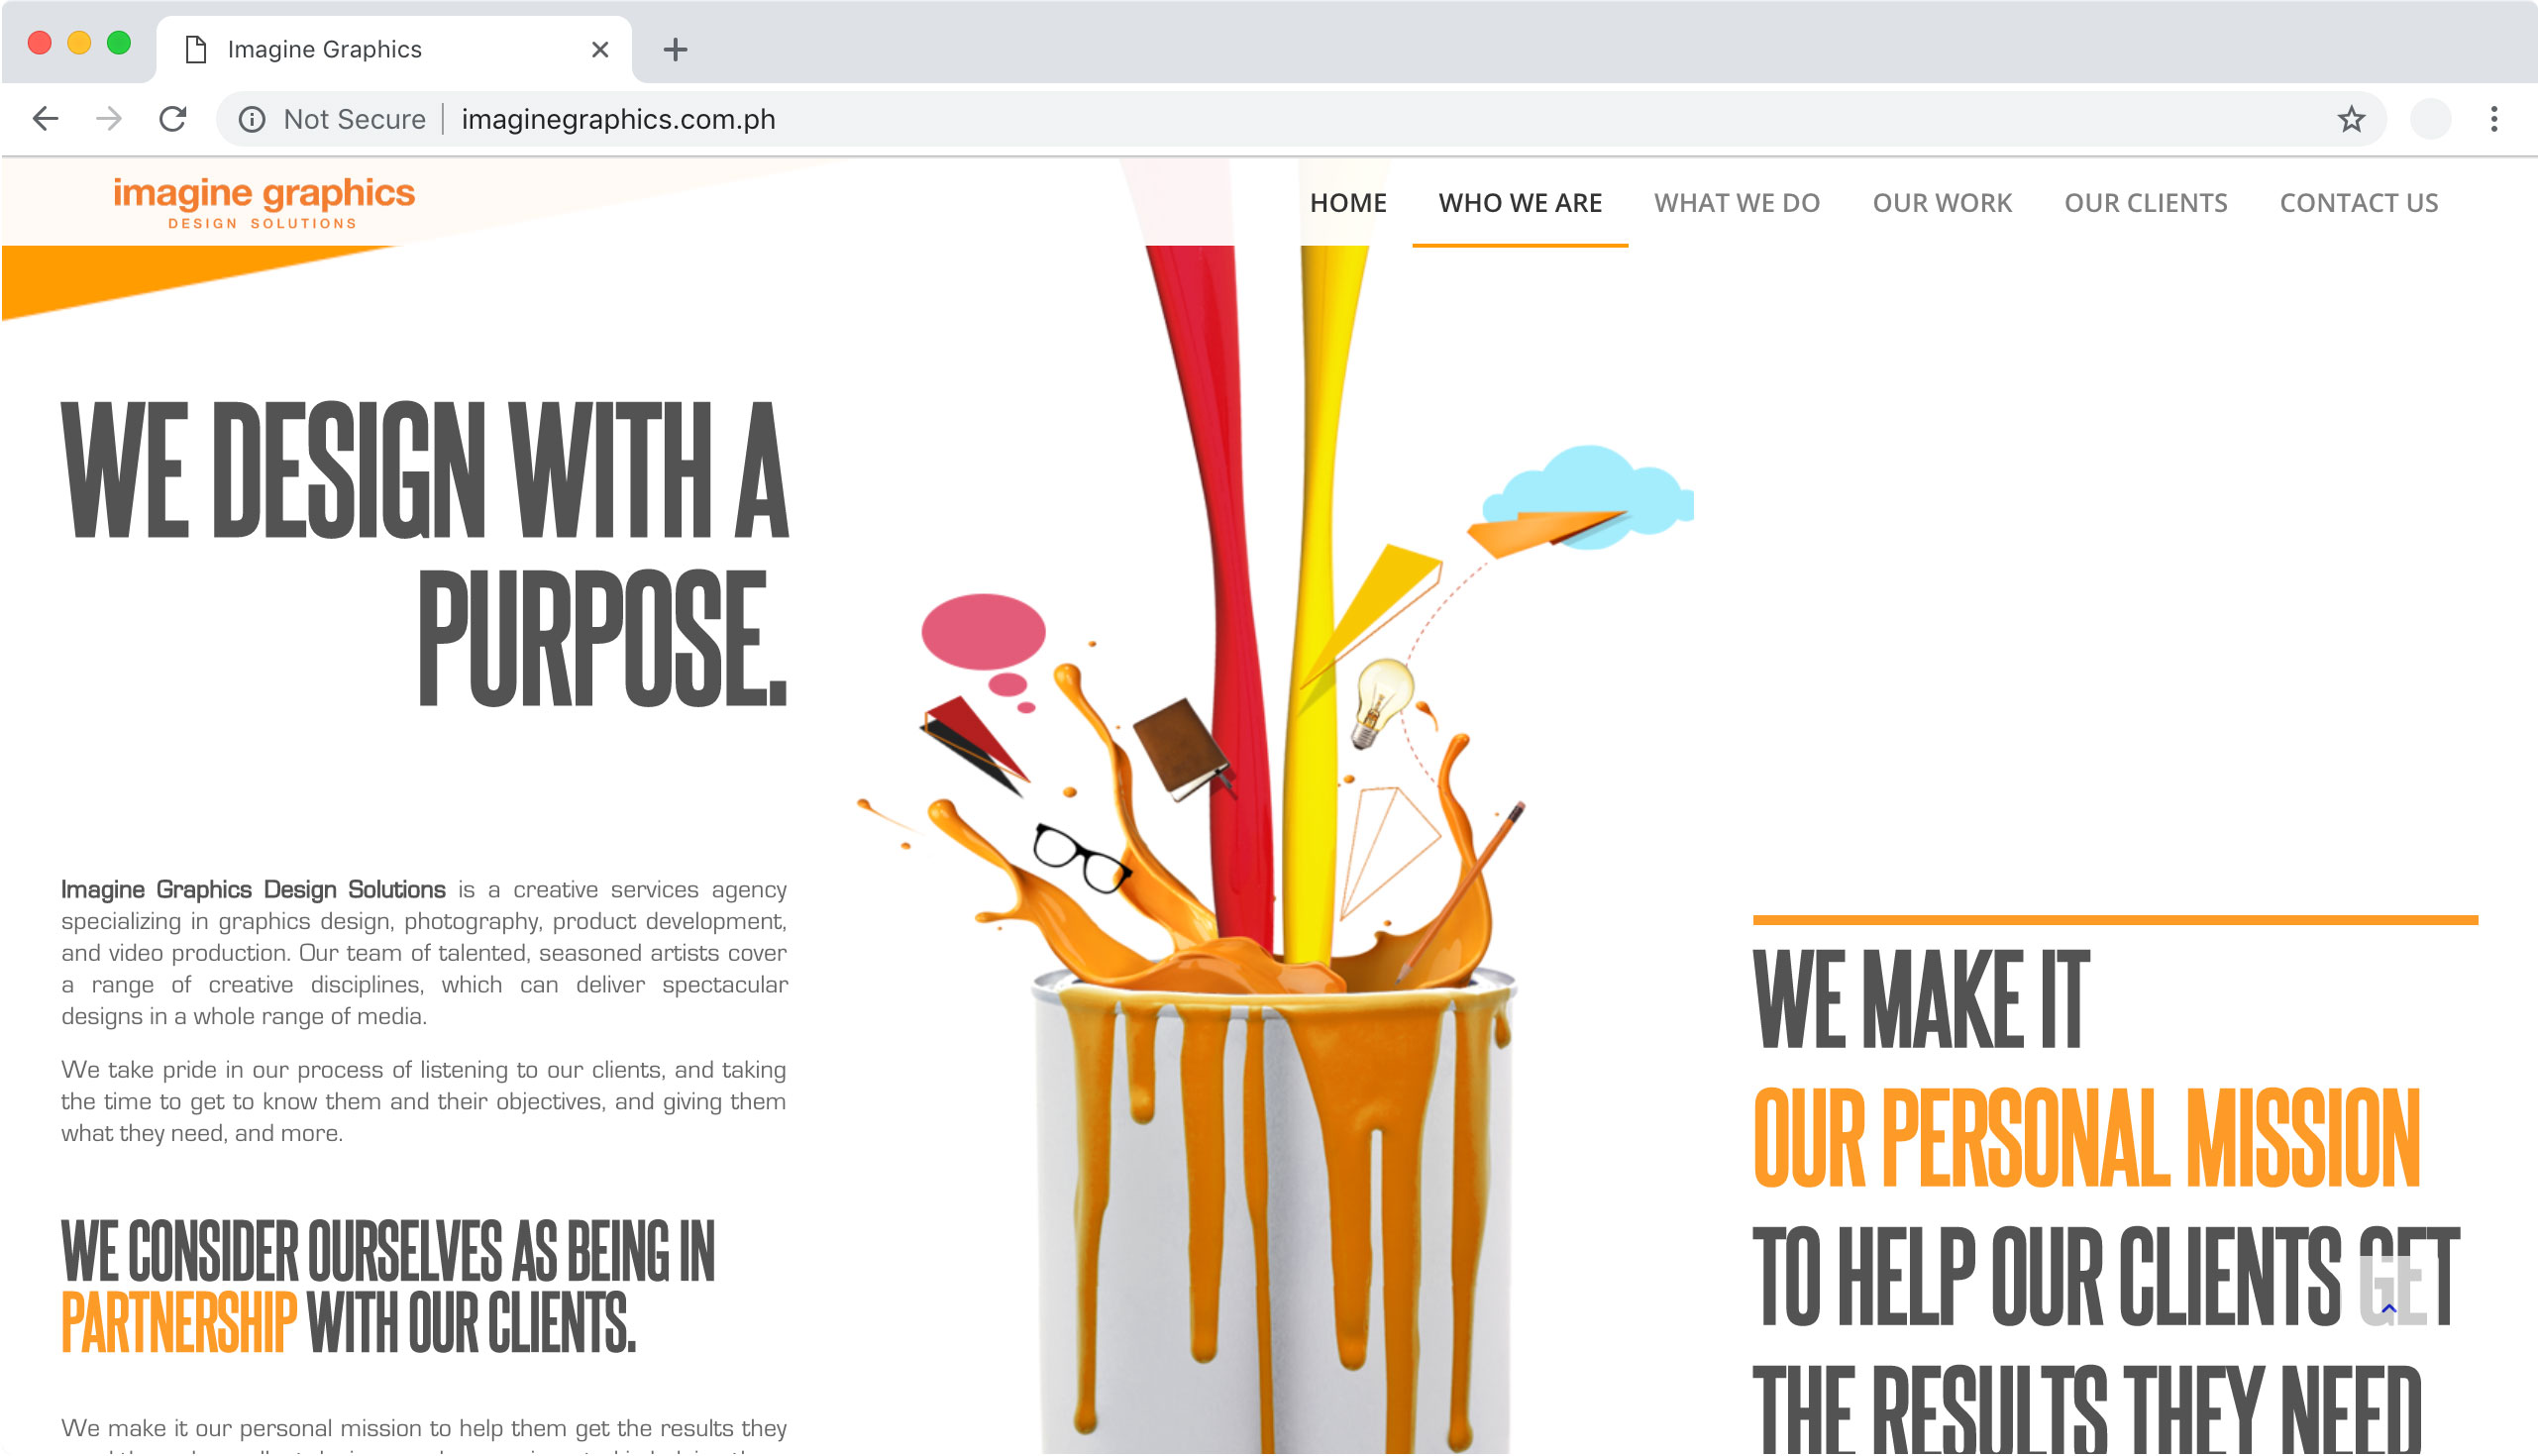 Imagine Graphics
Not Secure
imaginegraphics.com.ph
imagine graphics
DESIGN SOLUTIONS
HOME
WHO WE ARE
WHAT WE DO
OUR WORK
OUR CLIENTS
CONTACT US
WE DESIGN WITH A
PURPOSE.
Imagine Graphics Design Solutions is a creative services agency
specializing in graphics design, photography, product development,
and video production. Our team of talented, seasoned artists cover
a range of creative disciplines, which can deliver spectacular
designs in a whole range of media.
We take pride in our process of listening to our clients, and taking
the time to get to know them and their objectives, and giving them
what they need, and more.
WE CONSIDER OURSELVES AS BEING IN
PARTNERSHIP WITH OUR CLIENTS.
We make it our personal mission to help them get the results they
WE MAKE IT
OUR PERSONAL MISSION
TO HELP OUR CLIENTS GET
THE RESULTS THEY NEED